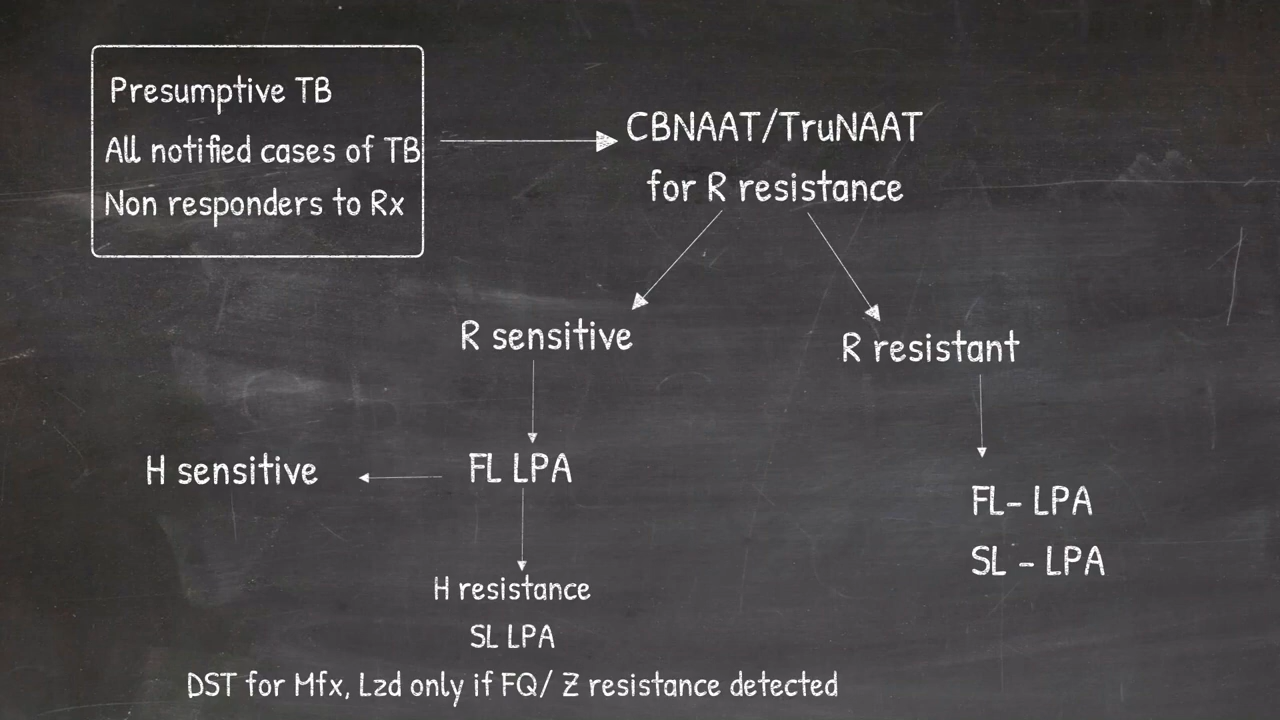 Presumptive TB
All notified cases of TB
Non responders to Rx
CBNAAT/TruNAAT
for R resistance
R sensitive
R resistant
H sensitive
FL LPA
FL- LPA
SL - LPA
H resistance
SL LPA
DST for Mfx, Lzd only if FQ/ Z resistance detected